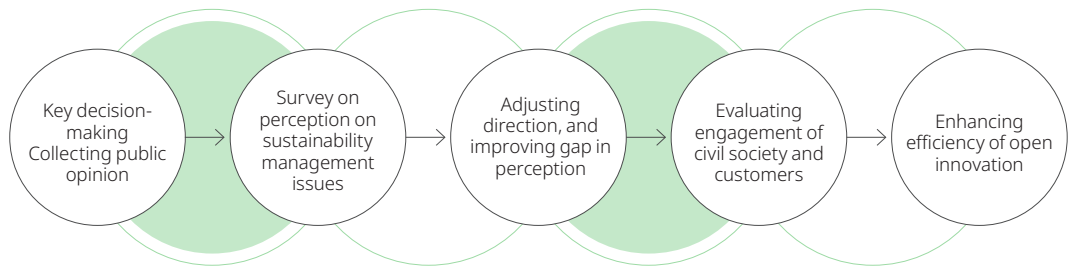 Key decision-
making
Collecting public
opinion
Survey on
perception on
sustainability
management
issues
Adjusting
direction, and
improving gap in
perception
Evaluating
engagement of
civil society and
customers
Enhancing
efficiency of open
innovation